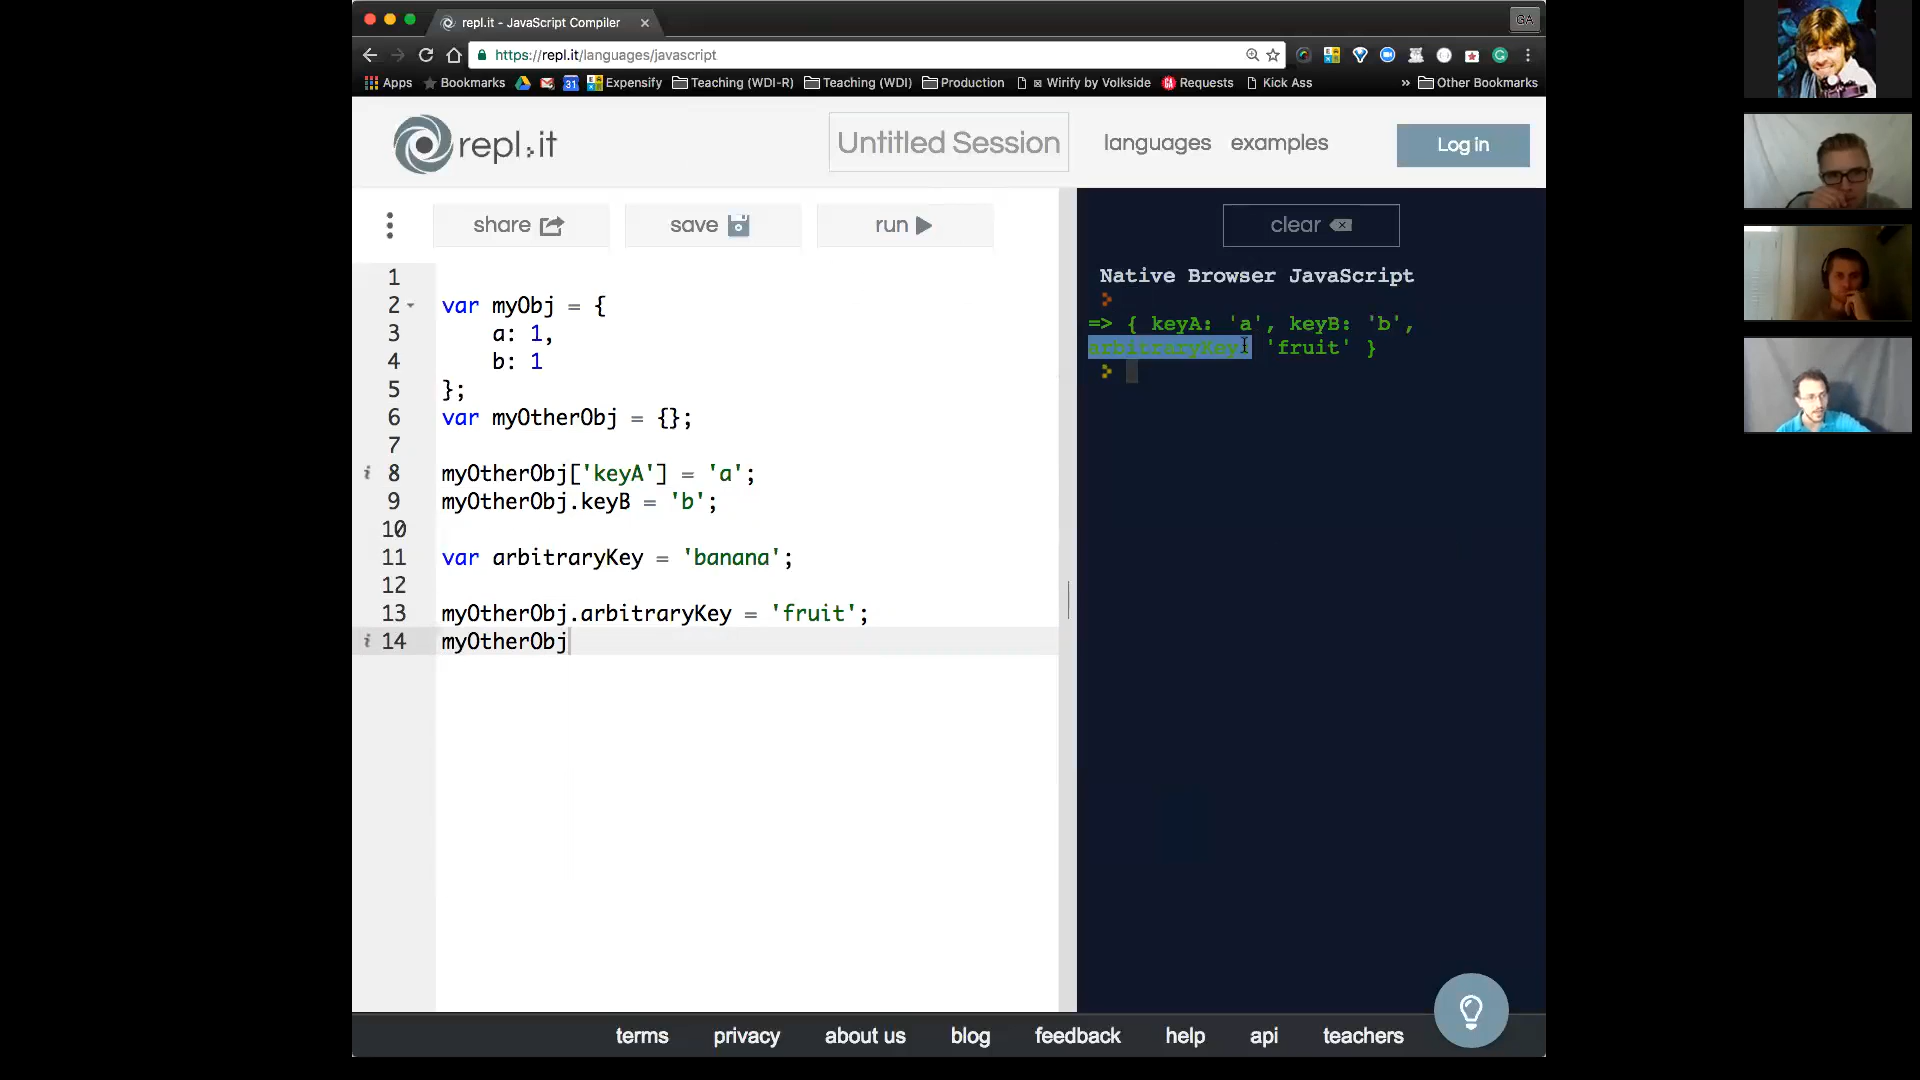 repl.it - JavaScript Compiler
GA
https://repl.it/languages/javascript
Apps Bookmarks 31 Expensify Teaching (WDI-R) Teaching (WDI) Production Wirify by Volkside Requests Kick Ass » Other Bookmarks
repl.it
Untitled Session
languages examples
Log in
share save run
clear
1
2 var myObj = {
3 a: 1,
4 b: 1
5 };
6 var myOtherObj = {};
7
8 myOtherObj['keyA'] = 'a';
9 myOtherObj.keyB = 'b';
10
11 var arbitraryKey = 'banana';
12
13 myOtherObj.arbitraryKey = 'fruit';
14 myOtherObj
Native Browser JavaScript
=> { keyA: 'a', keyB: 'b',
arbitraryKey: 'fruit' }
terms privacy about us blog feedback help api teachers